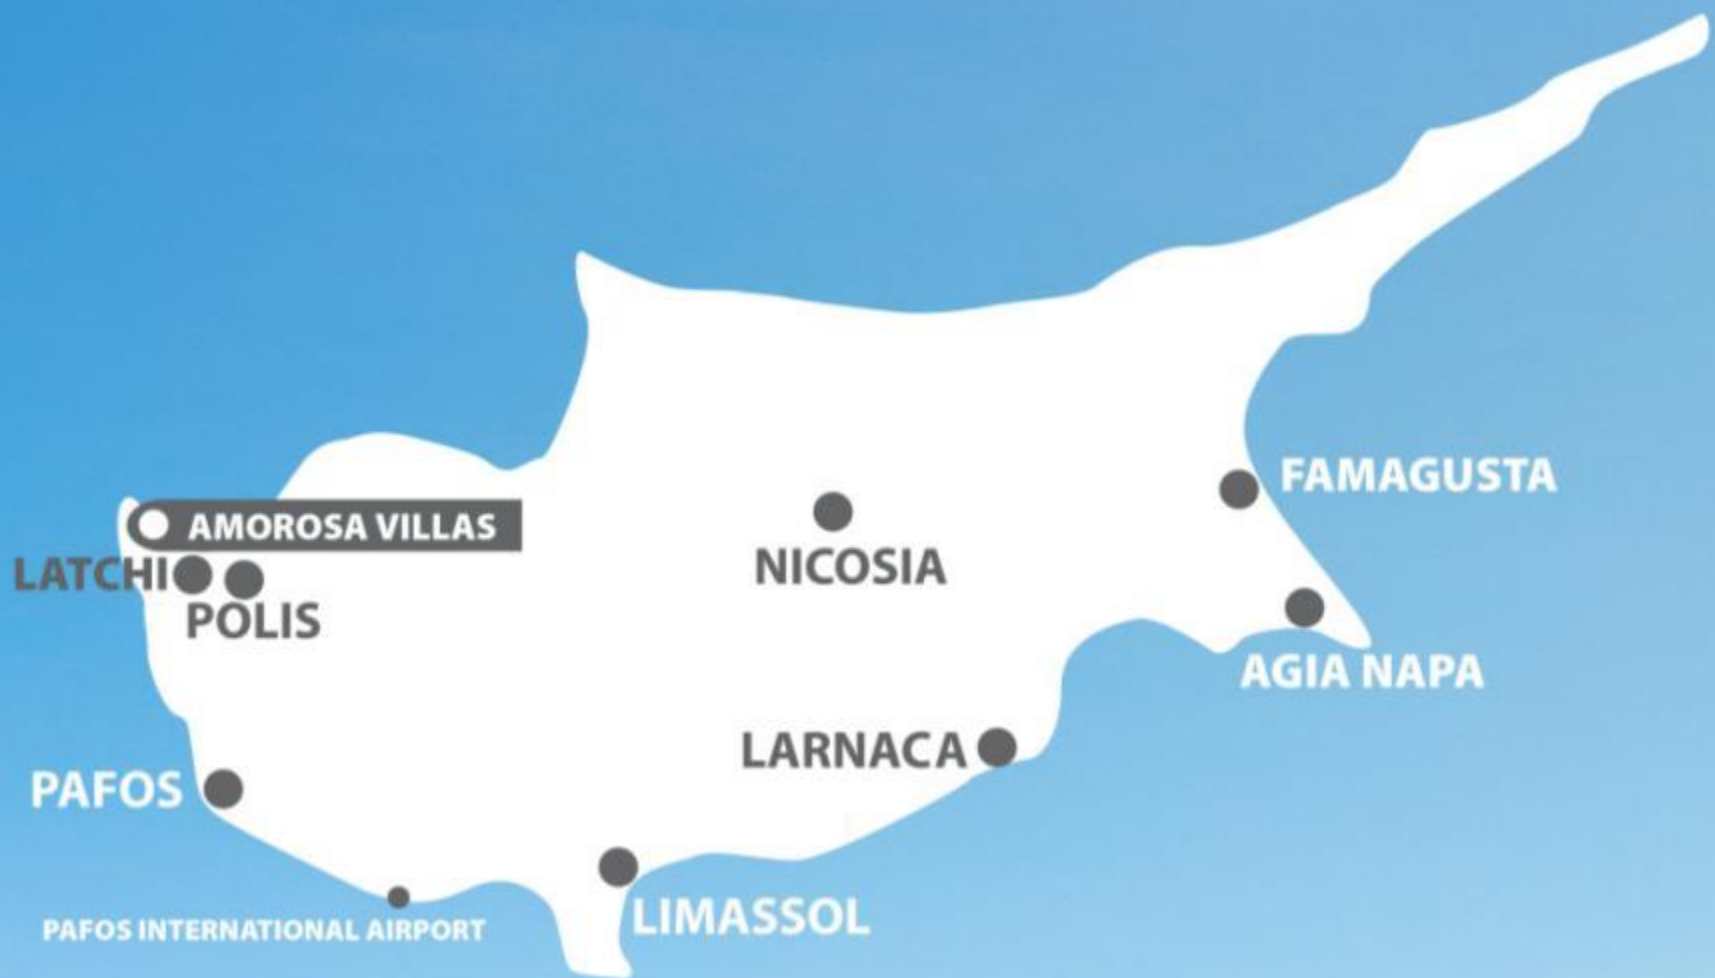 FAMAGUSTA
AMOROSA VILLAS
NICOSIA
LATCHI
POLIS
AGIA NAPA
LARNACA
PAFOS
LIMASSOL
PAFOS INTERNATIONAL AIRPORT